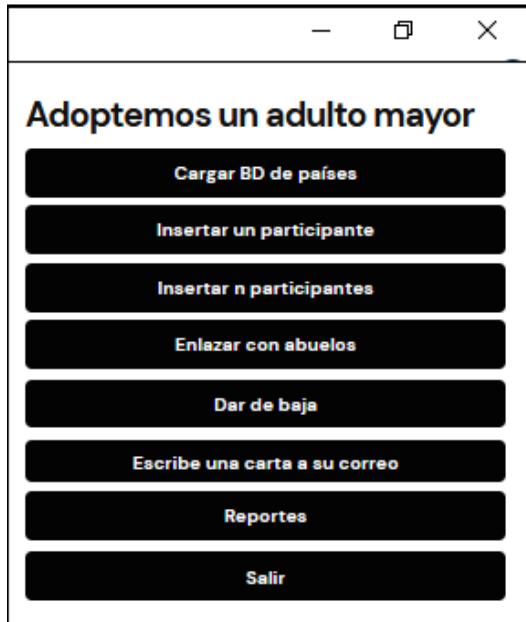 Adoptemos un adulto mayor
Cargar BD de países
Insertar un participante
Insertar n participantes
Enlazar con abuelos
Dar de baja
Escribe una carta a su correo
Reportes
Salir